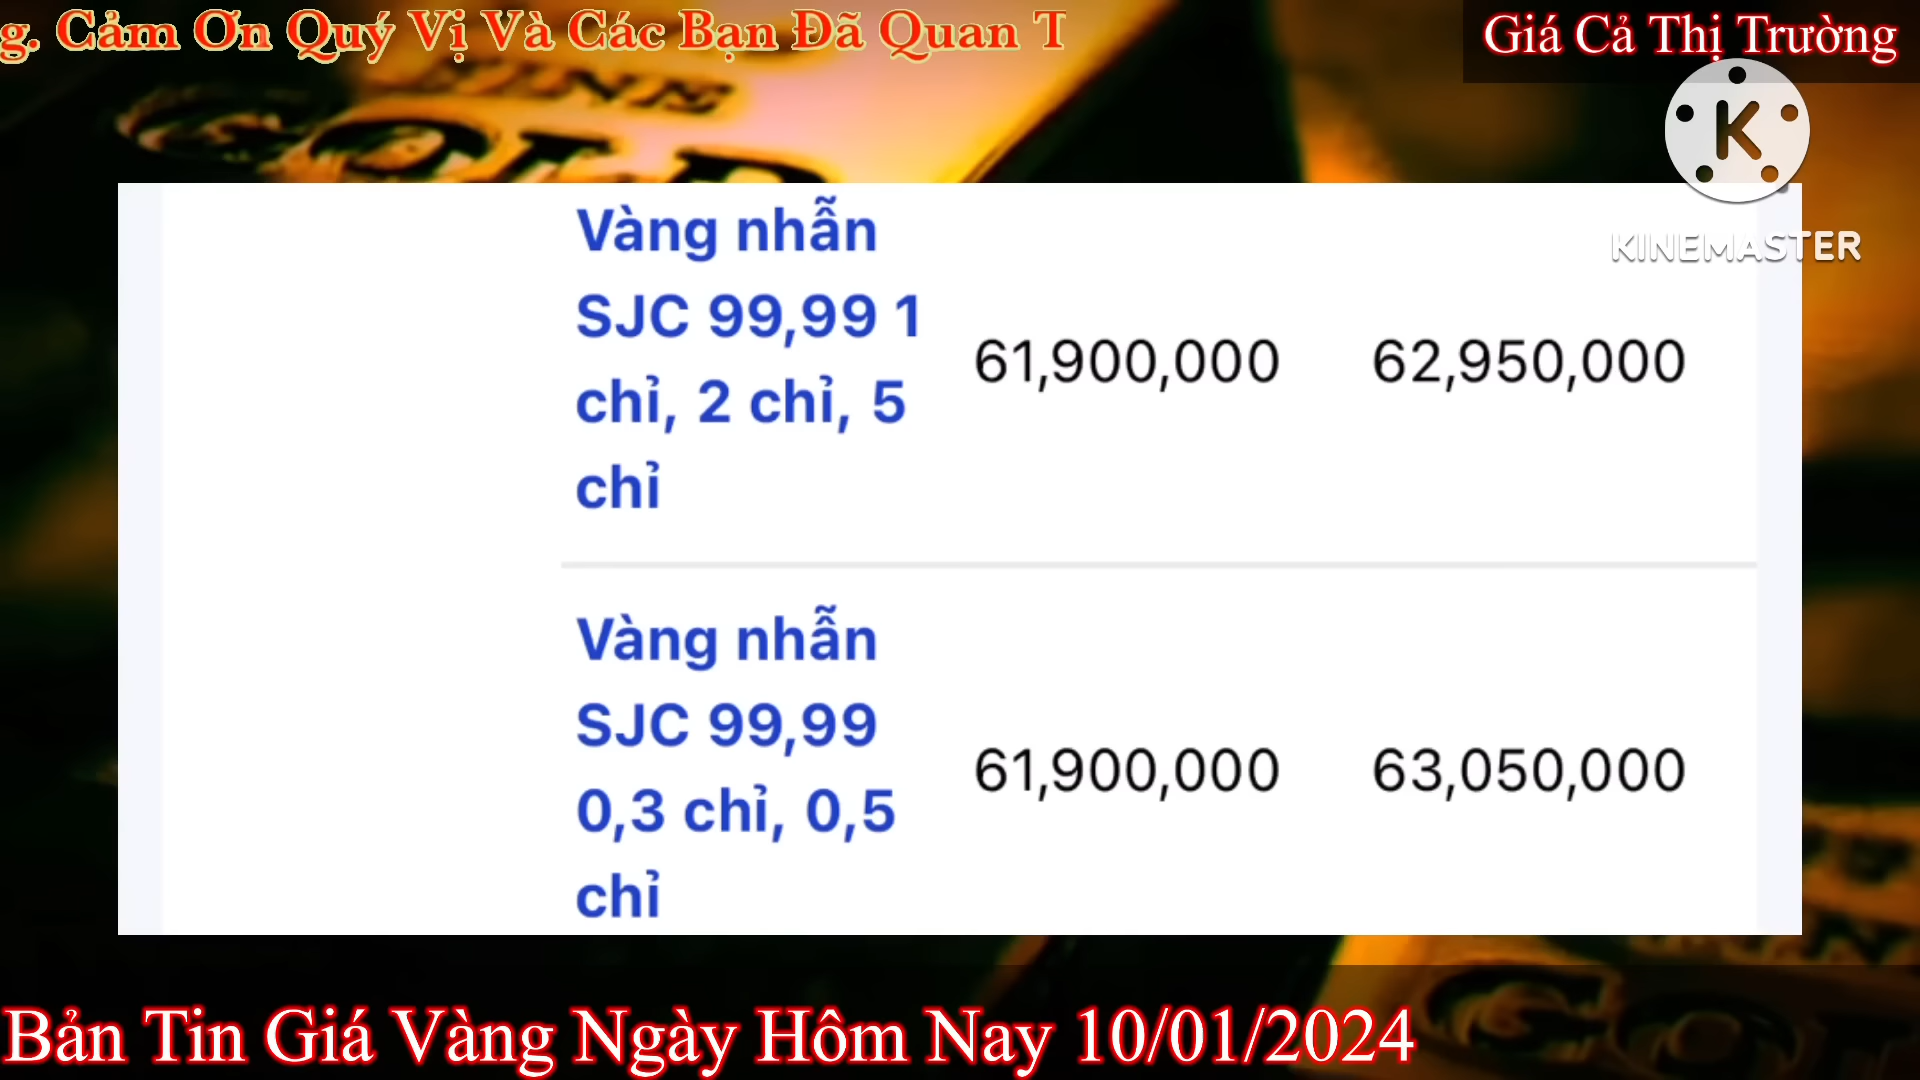 g. Cảm Ơn Quý Vị Và Các Bạn Đã Quan T
Giá Cả Thị Trường
FINE
GOLD
K
KINEMASTER
Vàng nhẫn
SJC 99,99 1
chỉ, 2 chỉ, 5
chỉ
61,900,000 62,950,000
Vàng nhẫn
SJC 99,99
0,3 chỉ, 0,5
chỉ
61,900,000 63,050,000
Bản Tin Giá Vàng Ngày Hôm Nay 10/01/2024